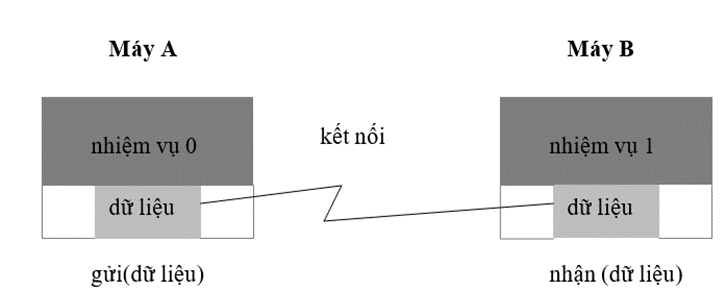 Máy A
Máy B
nhiệm vụ 0
kết nối
nhiệm vụ 1
dữ liệu
dữ liệu
gửi(dữ liệu)
nhận (dữ liệu)